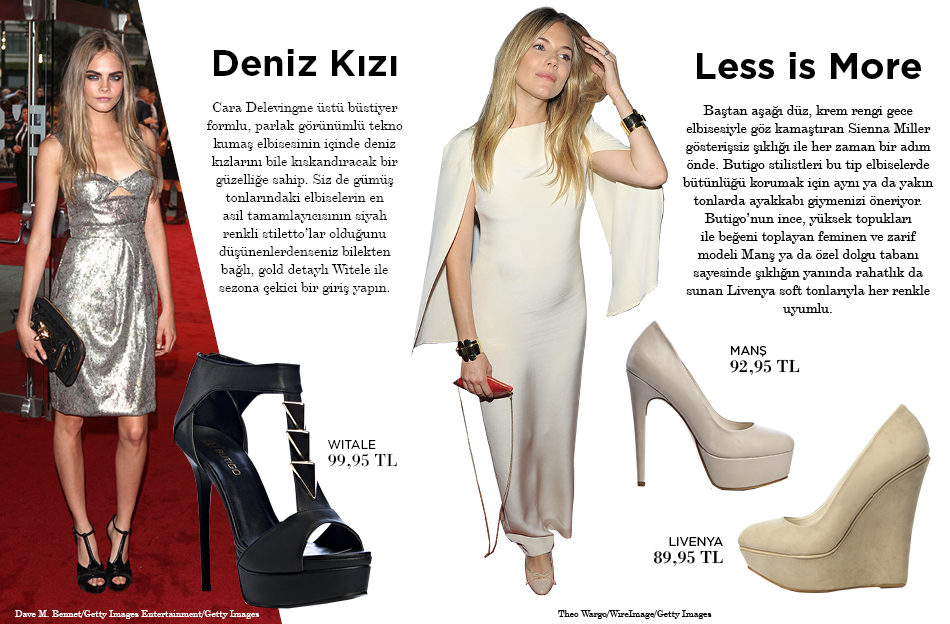 Deniz Kızı
Cara Delevingne üstü büstiyer
formlu, parlak görünümlü tekno
kumaş elbisesinin içinde deniz
kızlarını bile kıskandıracak bir
güzelliğe sahip. Siz de gümüş
tonlarındaki elbiselerin en
asil tamamlayıcısının siyah
renkli stiletto’lar olduğunu
düşünenlerdenseniz bilekten
bağlı, gold detaylı Witele ile
sezona çekici bir giriş yapın.
BUTIGO
WITALE
99,95 TL
Dave M. Bennet/Getty Images Entertainment/Getty Images
Less is More
Baştan aşağı düz, krem rengi gece
elbisesiyle göz kamaştıran Sienna Miller
gösterişsiz şıklığı ile her zaman bir adım
önde. Butigo stilistleri bu tip elbiselerde
bütünlüğü korumak için aynı ya da yakın
tonlarda ayakkabı giymenizi öneriyor.
Butigo’nun ince, yüksek topukları
ile beğeni toplayan feminen ve zarif
modeli Manş ya da özel dolgu tabanı
sayesinde şıklığın yanında rahatlık da
sunan Livenya soft tonlarıyla her renkle
uyumlu.
MANŞ
92,95 TL
LIVENYA
89,95 TL
Theo Wargo/WireImage/Getty Images